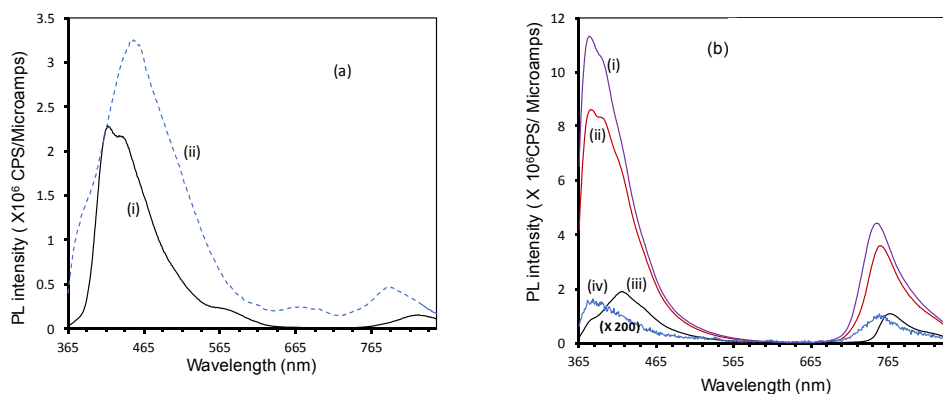 PL intensity ( X10⁶ CPS/Microamps)
3.5
3
2.5
2
1.5
1
0.5
0
(a)
(ii)
(i)
365
465
565
665
765
Wavelength (nm)
PL intensity ( X 10⁶CPS/ Microamps)
12
10
8
6
4
2
0
(b)
(i)
(ii)
(iv)
(iii)
(X 200)
365
465
565
665
765
Wavelength (nm)